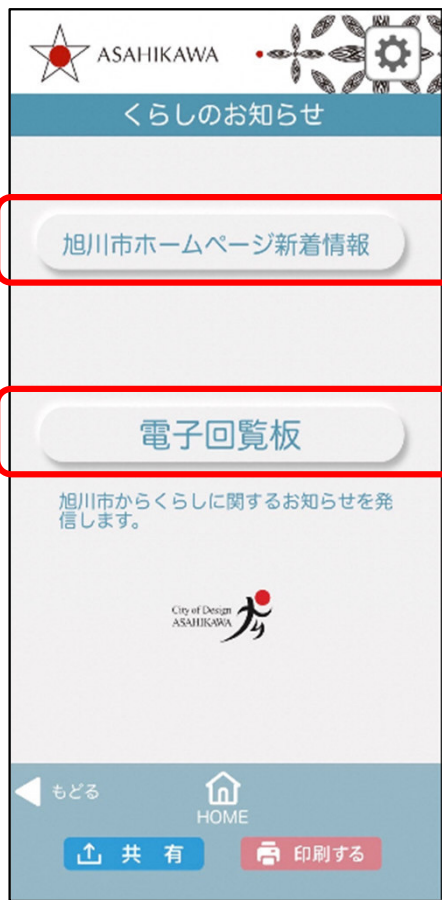 ASAHIKAWA
くらしのお知らせ
旭川市ホームページ新着情報
電子回覧板
旭川市からくらしに関するお知らせを発
信します。
City of Design
ASAHIKAWA
もどる
HOME
共 有
印刷する